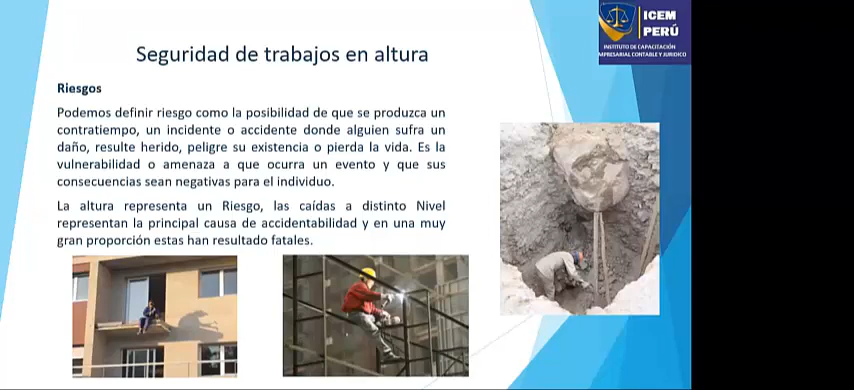 Seguridad de trabajos en altura
ICEM
PERÚ
INSTITUTO DE CAPACITACIÓN
MPRESARIAL CONTABLE Y JURIDICO
Riesgos
Podemos definir riesgo como la posibilidad de que se produzca un
contratiempo, un incidente o accidente donde alguien sufra un
daño, resulte herido, peligre su existencia o pierda la vida. Es la
vulnerabilidad o amenaza a que ocurra un evento y que sus
consecuencias sean negativas para el individuo.
La altura representa un Riesgo, las caídas a distinto Nivel
representan la principal causa de accidentabilidad y en una muy
gran proporción estas han resultado fatales.